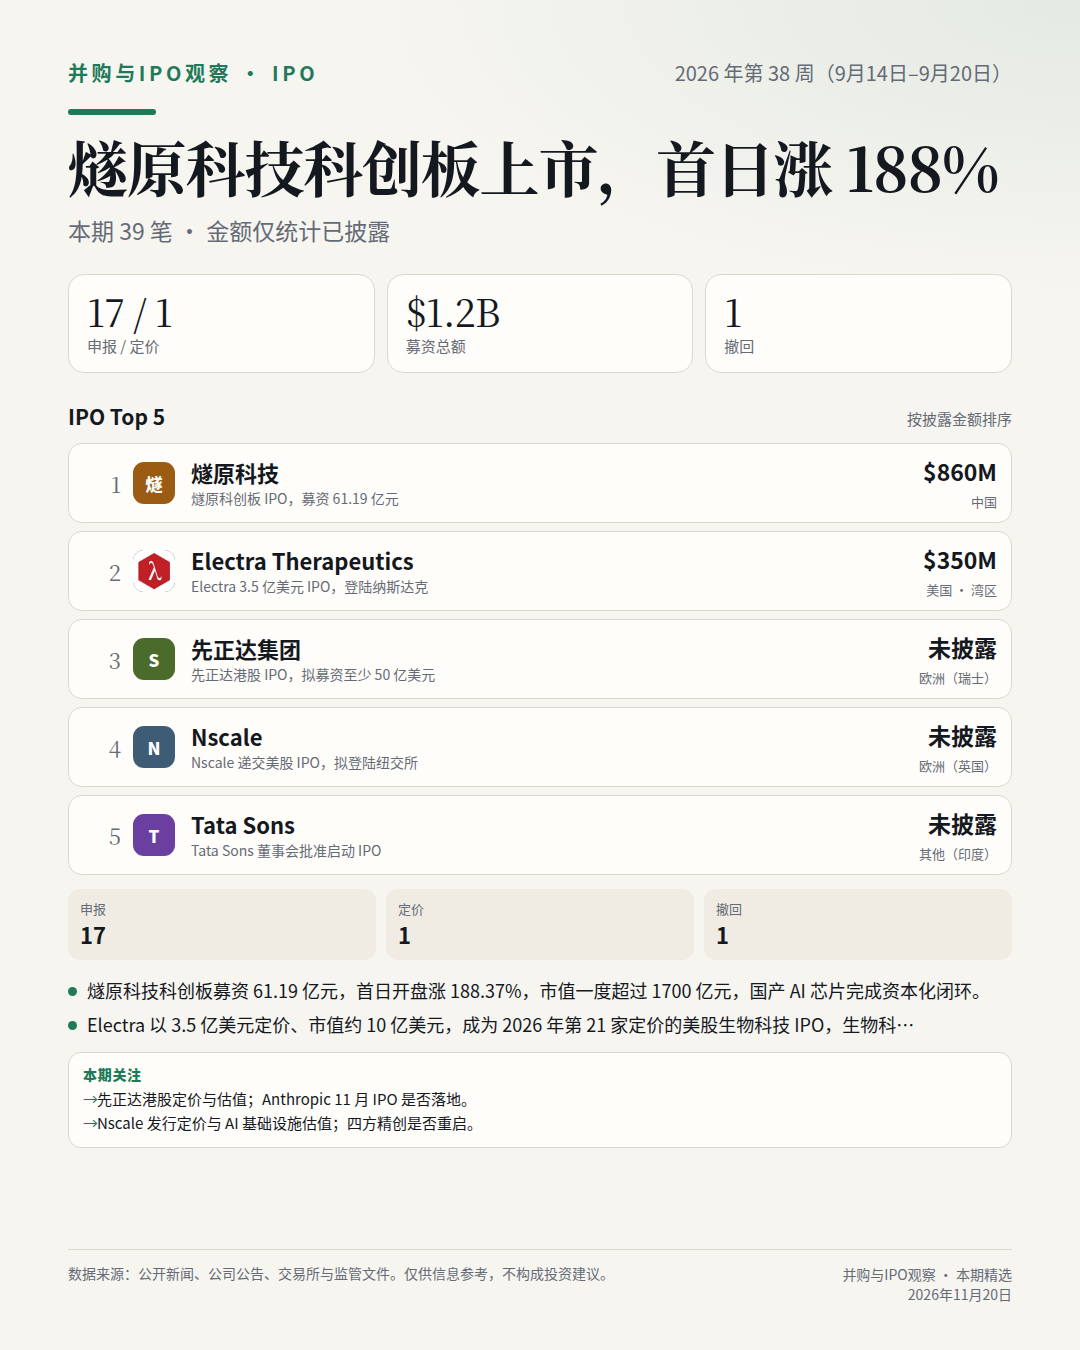 并购与IPO观察 • IPO
2026 年第 38 周（9月14日–9月20日）
燧原科技科创板上市，首日涨 188%
本期 39 笔 • 金额仅统计已披露
17 / 1
申报 / 定价
$1.2B
募资总额
1
撤回
IPO Top 5
按披露金额排序
1
燧
燧原科技
燧原科创板 IPO，募资 61.19 亿元
$860M
中国
2
λ
Electra Therapeutics
Electra 3.5 亿美元 IPO，登陆纳斯达克
$350M
美国 • 湾区
3
S
先正达集团
先正达港股 IPO，拟募资至少 50 亿美元
未披露
欧洲（瑞士）
4
N
Nscale
Nscale 递交美股 IPO，拟登陆纽交所
未披露
欧洲（英国）
5
T
Tata Sons
Tata Sons 董事会批准启动 IPO
未披露
其他（印度）
申报
17
定价
1
撤回
1
燧原科技科创板募资 61.19 亿元，首日开盘涨 188.37%，市值一度超过 1700 亿元，国产 AI 芯片完成资本化闭环。
Electra 以 3.5 亿美元定价、市值约 10 亿美元，成为 2026 年第 21 家定价的美股生物科技 IPO，生物科…
本期关注
→先正达港股定价与估值；Anthropic 11 月 IPO 是否落地。
→Nscale 发行定价与 AI 基础设施估值；四方精创是否重启。
数据来源：公开新闻、公司公告、交易所与监管文件。仅供信息参考，不构成投资建议。
并购与IPO观察 • 本期精选
2026年11月20日